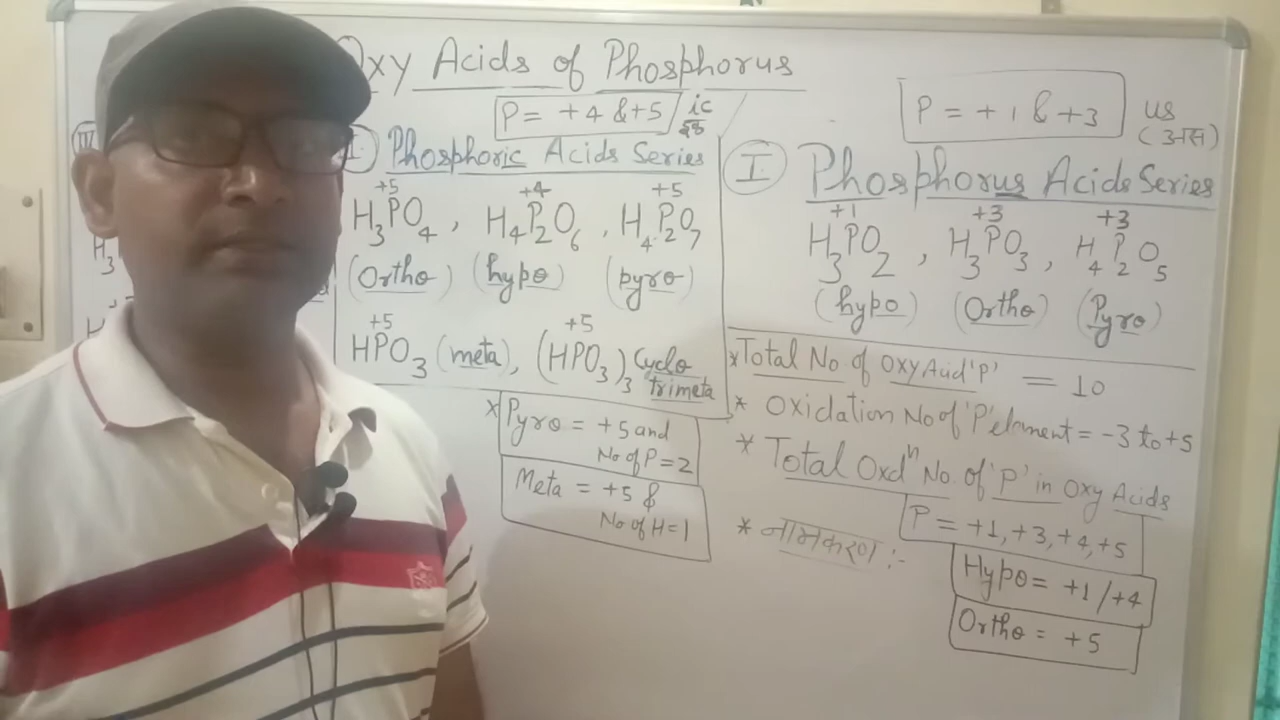 Oxy Acids of Phosphorus
P = +4 &+5 ic
इक
II Phosphoric Acids Series
+5 +4 +5
H3PO4, H4P2O6, H4P2O7
(Ortho) (hypo) (pyro)
+5 +5
HPO3 (meta), (HPO3)3 Cyclo
trimeta
x Pyro = +5 and
No of P = 2
Meta = +5 &
No of H = 1
P = +1 & +3 us
(अस)
I Phosphorus Acids Series
+1 +3 +3
H3PO2, H3PO3, H4P2O5
(hypo) (Ortho) (Pyro)
* Total No of oxy Acid 'P' = 10
* Oxidation No of 'P' elment = -3 to +5
* Total Oxdn No. of 'P' in Oxy Acids
P = +1, +3, +4, +5
* नामकरण :-
Hypo = +1/+4
Ortho = +5